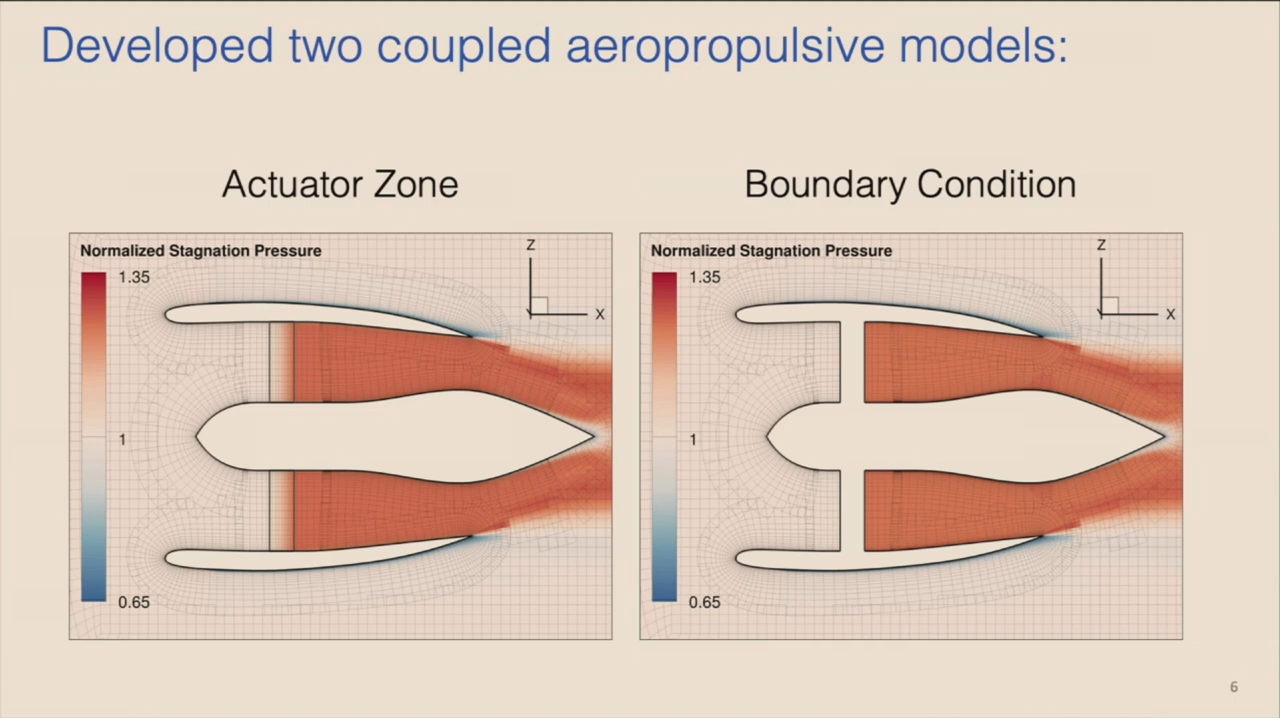 Developed two coupled aeropropulsive models:
Actuator Zone
Normalized Stagnation Pressure
1.35
1
0.65
Z
X
Boundary Condition
Normalized Stagnation Pressure
1.35
1
0.65
Z
X
6